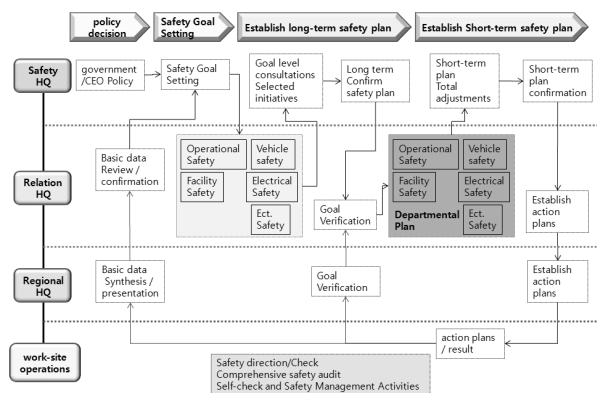 policy
decision
Safety Goal
Setting
Establish long-term safety plan
Establish Short-term safety plan
Safety
HQ
government
/CEO Policy
Safety Goal
Setting
Goal level
consultations
Selected
initiatives
Long term
Confirm
safety plan
Short-term
plan
Total
adjustments
Short-term
plan
confirmation
Relation
HQ
Basic data
Review /
confirmation
Operational
Safety
Vehicle
safety
Facility
Safety
Electrical
Safety
Ect.
Safety
Goal
Verification
Operational
Safety
Vehicle
safety
Facility
Safety
Electrical
Safety
Departmental
Plan
Ect.
Safety
Establish
action
plans
Regional
HQ
Basic data
Synthesis /
presentation
Goal
Verification
Establish
action
plans
work-site
operations
action plans
/ result
Safety direction/Check
Comprehensive safety audit
Self-check and Safety Management Activities